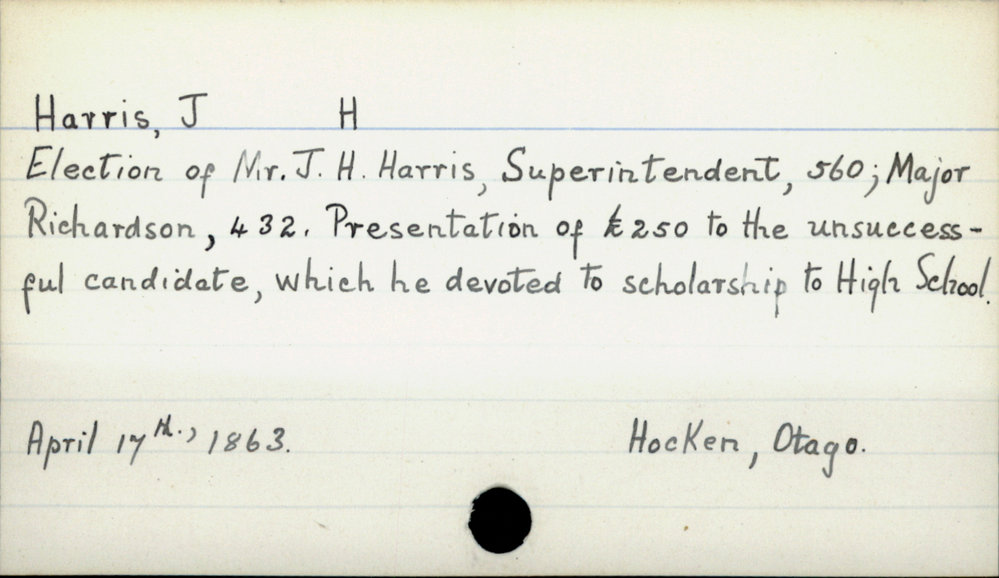 Harris, J H
Election of Mr. J. H. Harris, Superintendent, 560; Major
Richardson, 432. Presentation of £250 to the unsuccess-
ful candidate, which he devoted to scholarship to High School.
April 17th., 1863. Hocken, Otago.